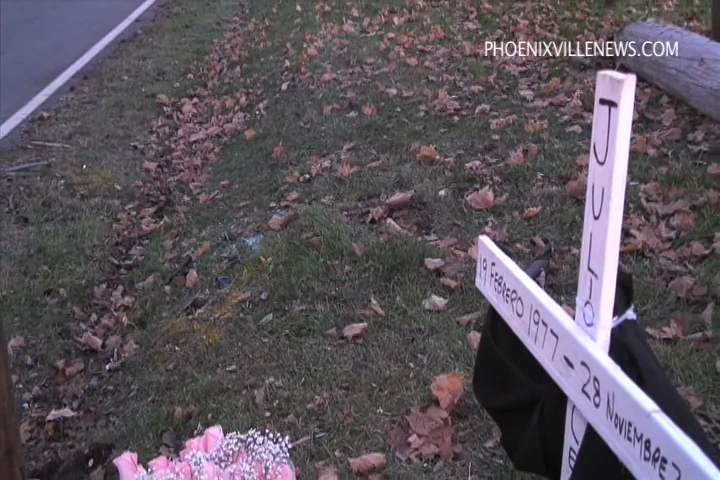 PHOENIXVILLENEWS.COM
JULIO
19 FEBRERO 1977 - 28 NOVIEMBRE